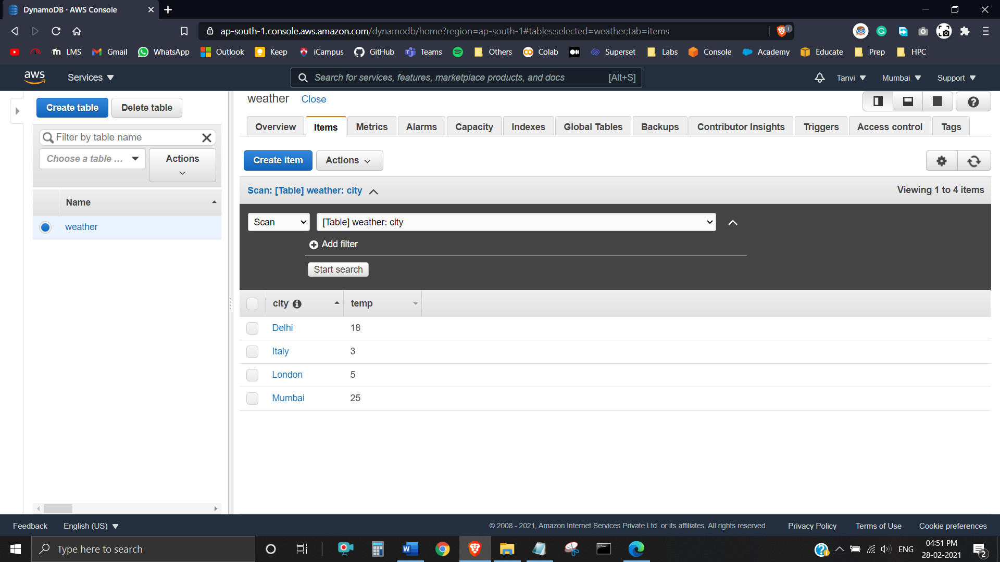 DynamoDB · AWS Console
ap-south-1.console.aws.amazon.com/dynamodb/home?region=ap-south-1#tables:selected=weather;tab=items
1
LMS Gmail WhatsApp Outlook Keep iCampus GitHub Teams Others Colab Superset Labs Console Academy Educate Prep HPC
aws Services Search for services, features, marketplace products, and docs [Alt+S] Tanvi Mumbai Support
Create table Delete table
Filter by table name
Choose a table ... Actions
Name
weather
weather Close
Overview Items Metrics Alarms Capacity Indexes Global Tables Backups Contributor Insights Triggers Access control Tags
Create item Actions
Scan: [Table] weather: city Viewing 1 to 4 items
Scan [Table] weather: city
Add filter
Start search
city temp
Delhi 18
Italy 3
London 5
Mumbai 25
Feedback English (US) © 2008 - 2021, Amazon Internet Services Private Ltd. or its affiliates. All rights reserved. Privacy Policy Terms of Use Cookie preferences
Type here to search
ENG
04:51 PM
28-02-2021
2